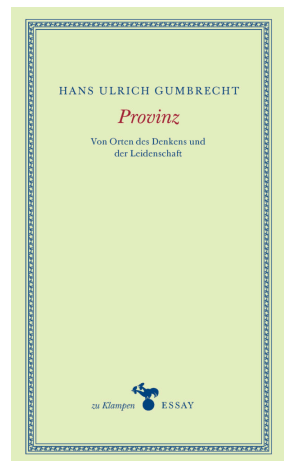 HANS ULRICH GUMBRECHT
Provinz
Von Orten des Denkens und
der Leidenschaft
zu Klampen ESSAY